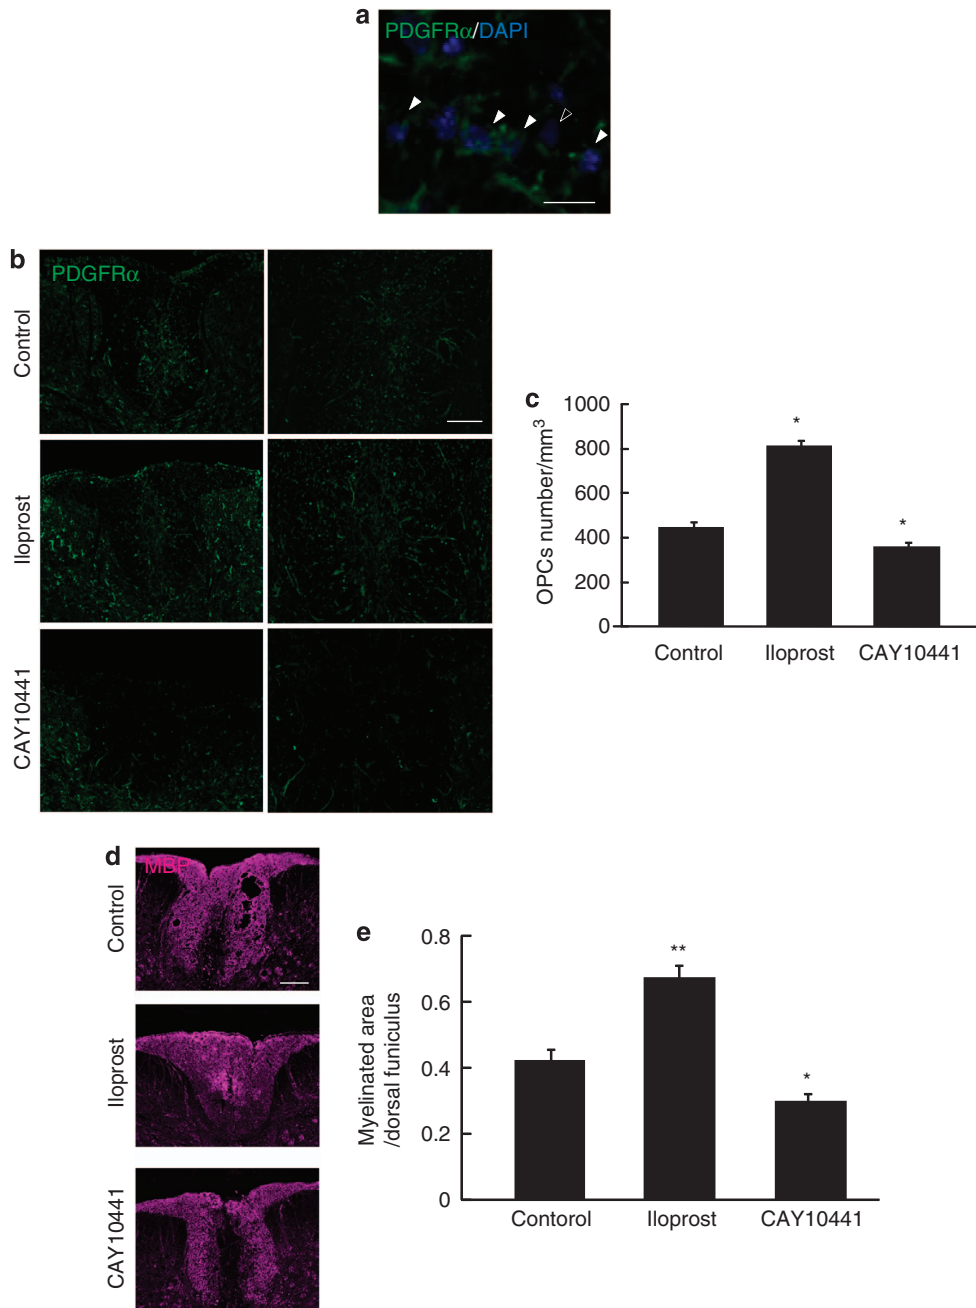 a
PDGFRα/DAPI
b
PDGFRα
Control
Iloprost
CAY10441
c
OPCs number/mm³
1000
800
600
400
200
0
*
*
Control Iloprost CAY10441
d
MBP
Control
Iloprost
CAY10441
e
Myelinated area
/dorsal funiculus
0.8
0.6
0.4
0.2
0
**
*
Contorol Iloprost CAY10441